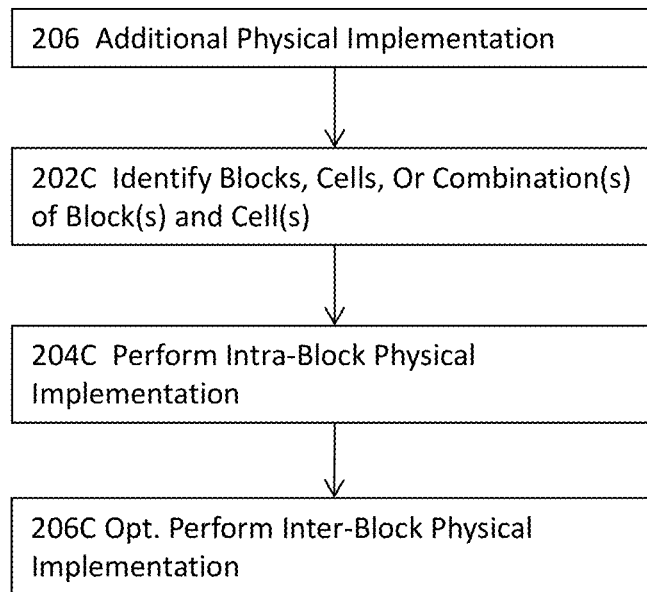 206 Additional Physical Implementation
202C Identify Blocks, Cells, Or Combination(s)
of Block(s) and Cell(s)
204C Perform Intra-Block Physical
Implementation
206C Opt. Perform Inter-Block Physical
Implementation